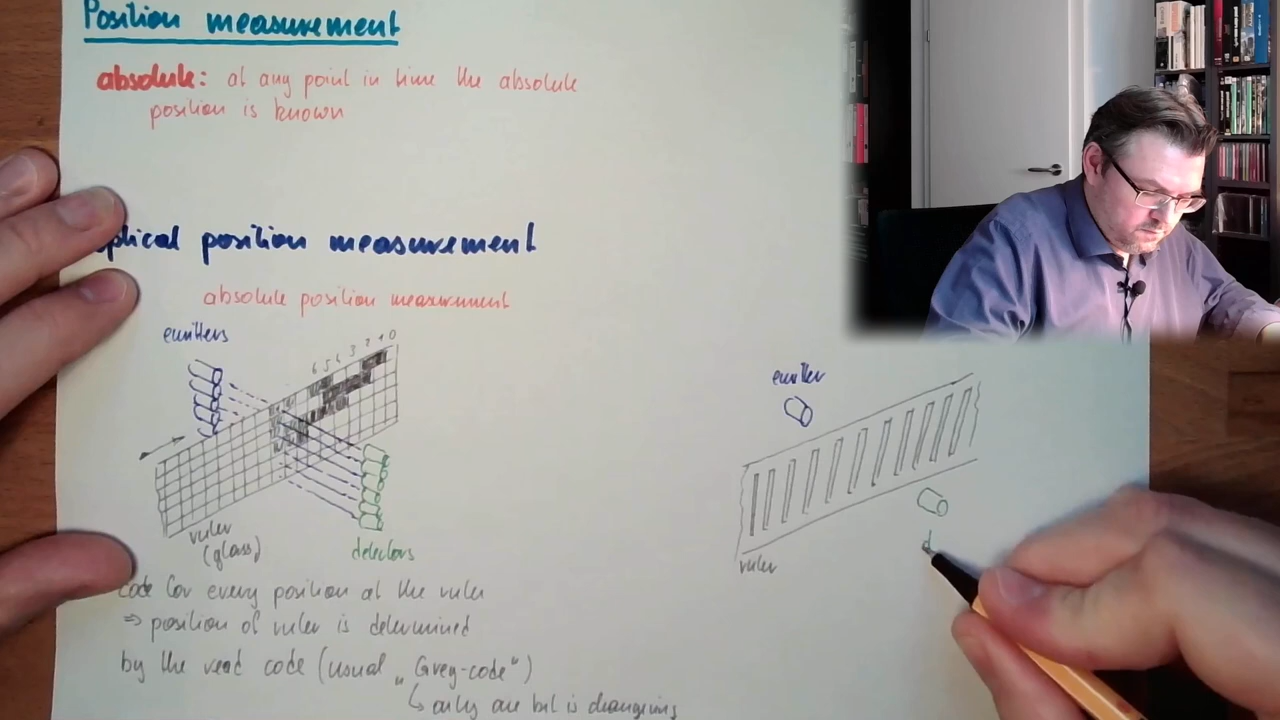 Position measurement
absolute: at any point in time the absolute
position is known
optical position measurement
absolute position measurement
emitters
6 5 4 3 2 1 0
ruler
(glass)
detectors
code for every position at the ruler
⇒ position of ruler is determined
by the read code (usual „Grey-code")
↳ only one bit is changing
emitter
ruler
d